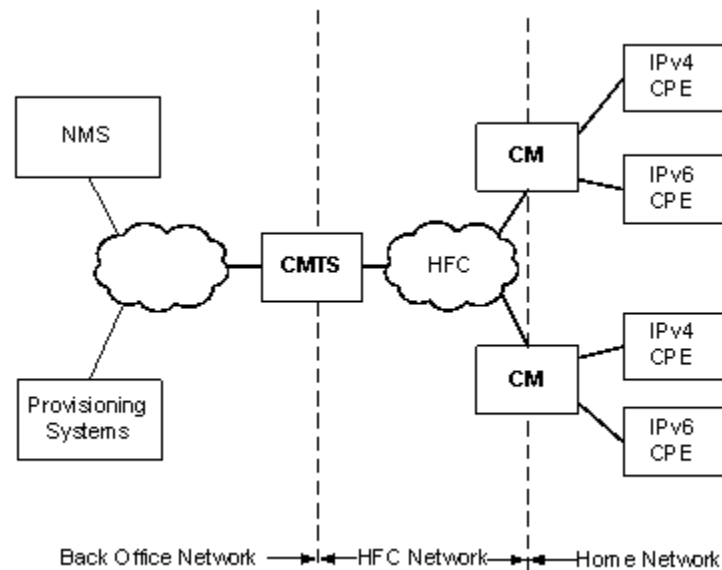 IPv4
CPE
NMS
CM
IPv6
CPE
CMTS
HFC
IPv4
CPE
CM
Provisioning
Systems
IPv6
CPE
Back Office Network
HFC Network
Home Network